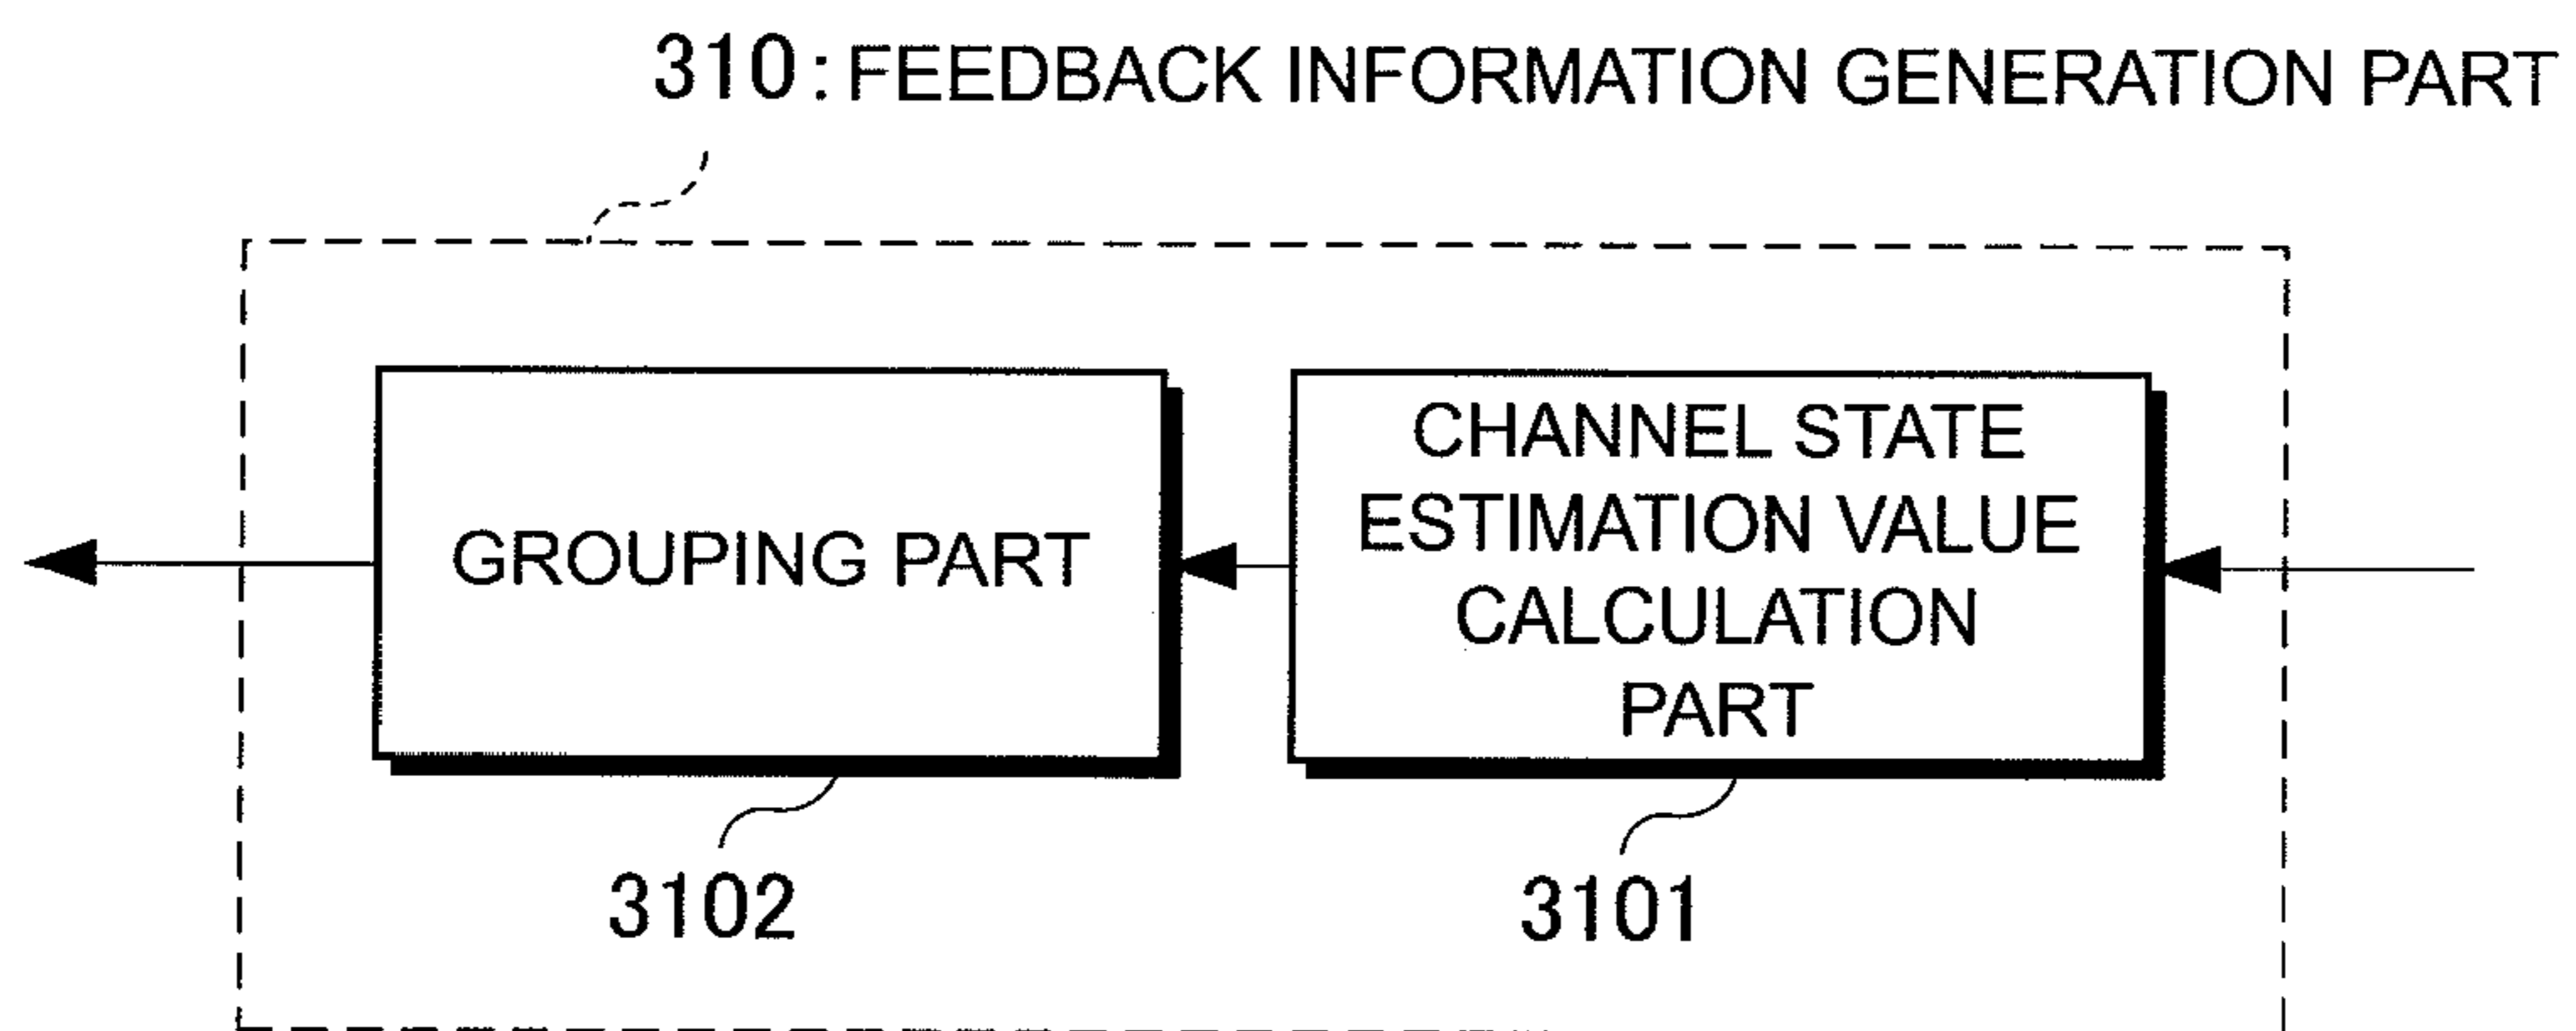 310 : FEEDBACK INFORMATION GENERATION PART
GROUPING PART
CHANNEL STATE
ESTIMATION VALUE
CALCULATION
PART
3102
3101